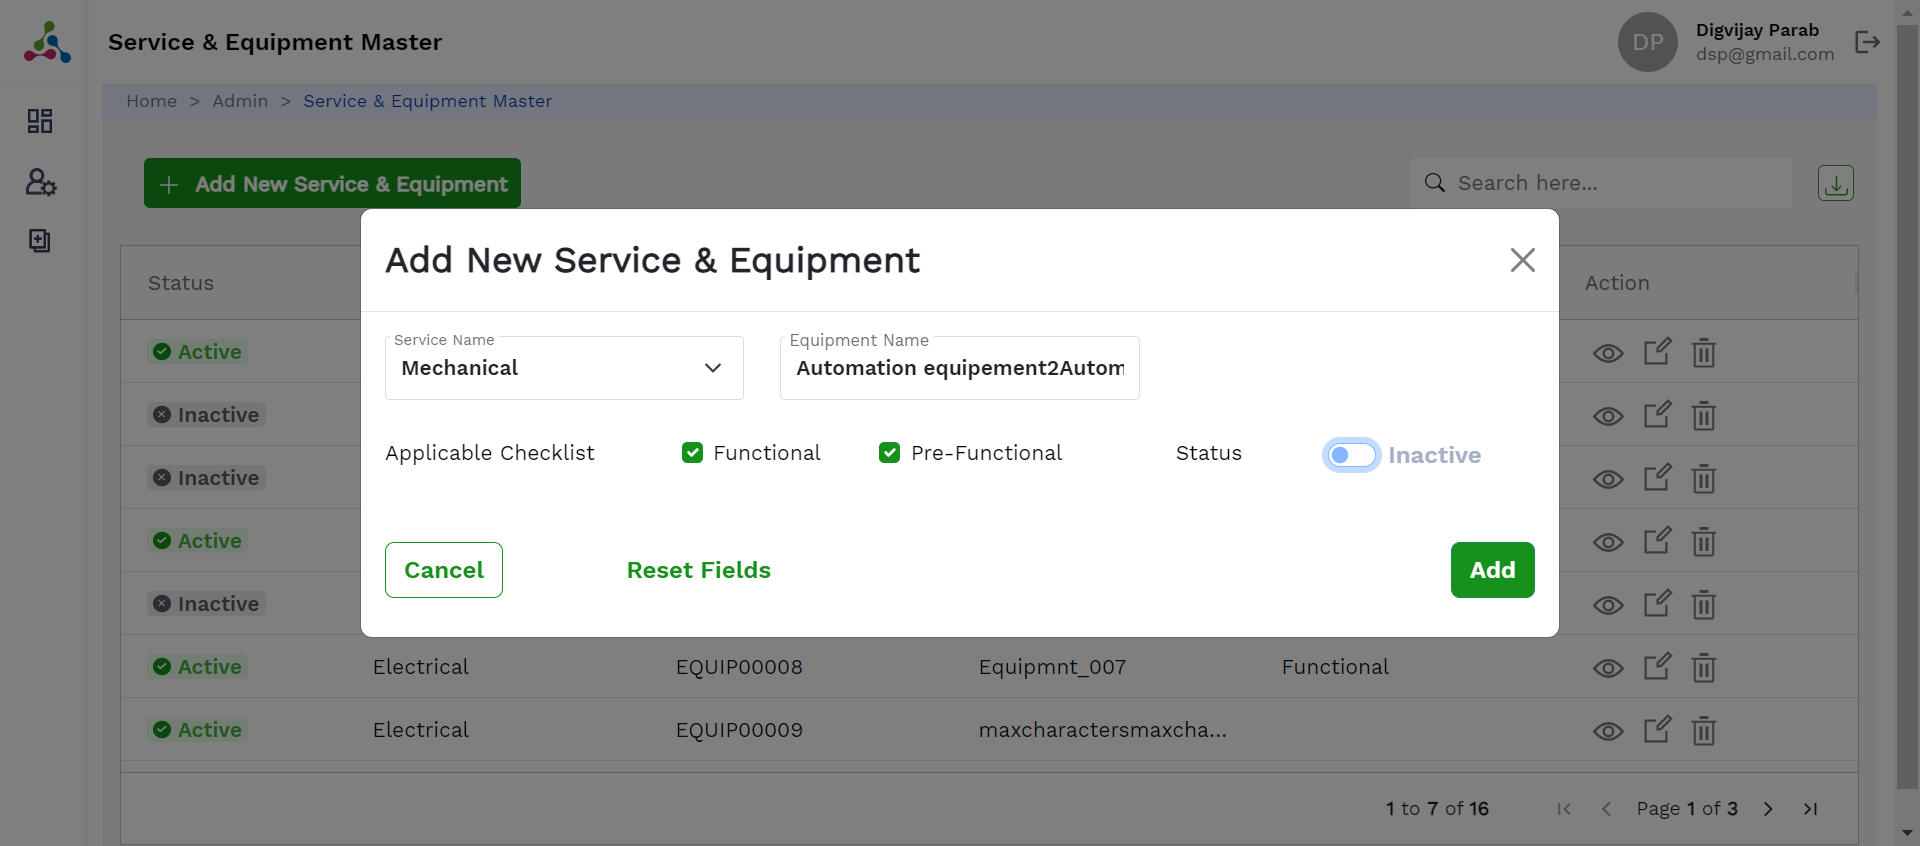 Service & Equipment Master
DP
Digvijay Parab
dsp@gmail.com
Home > Admin > Service & Equipment Master
+ Add New Service & Equipment
Search here...
Add New Service & Equipment
Status
Action
Service Name
Mechanical
Equipment Name
Automation equipement2Autom
Active
Inactive
Applicable Checklist
Functional
Pre-Functional
Status
Inactive
Inactive
Active
Cancel
Reset Fields
Add
Inactive
Active Electrical EQUIP00008 Equipmnt_007 Functional
Active Electrical EQUIP00009 maxcharactersmaxcha...
1 to 7 of 16
Page 1 of 3